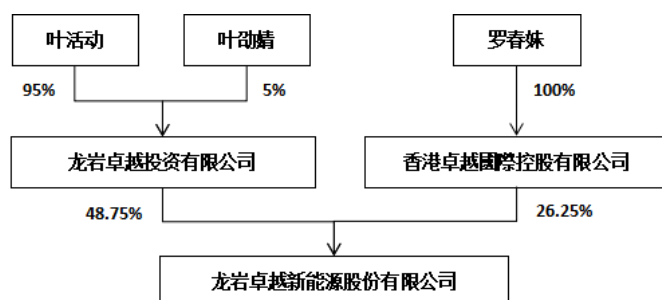 叶活动 叶劭婧 罗春妹
95% 5% 100%
龙岩卓越投资有限公司 香港卓越國際控股有限公司
48.75% 26.25%
龙岩卓越新能源股份有限公司